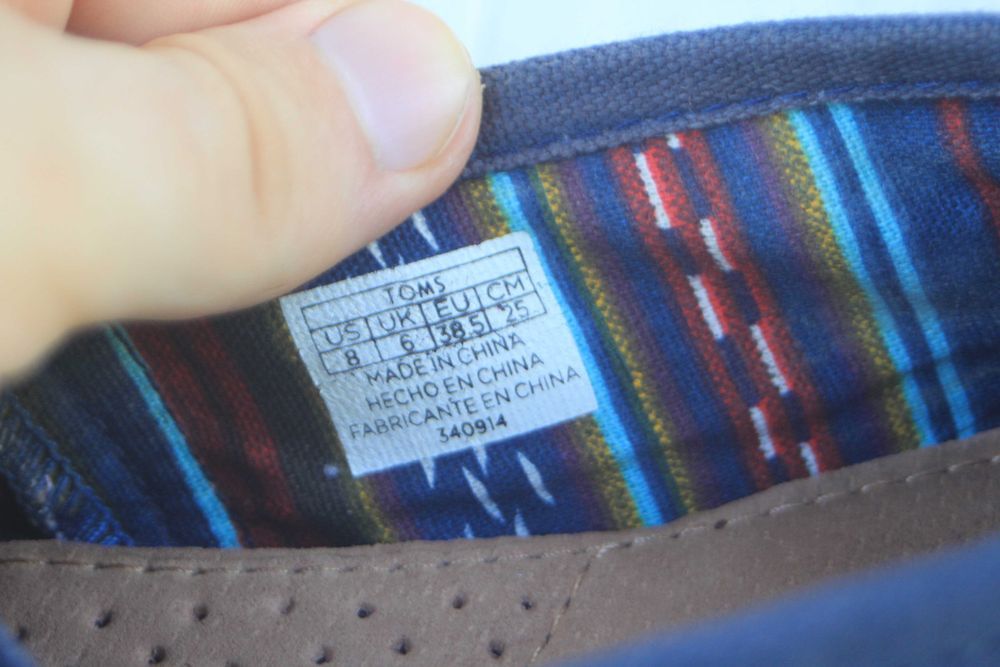 TOMS
US UK EU CM
8 6 38.5 25
MADE IN CHINA
HECHO EN CHINA
FABRICANTE EN CHINA
340914